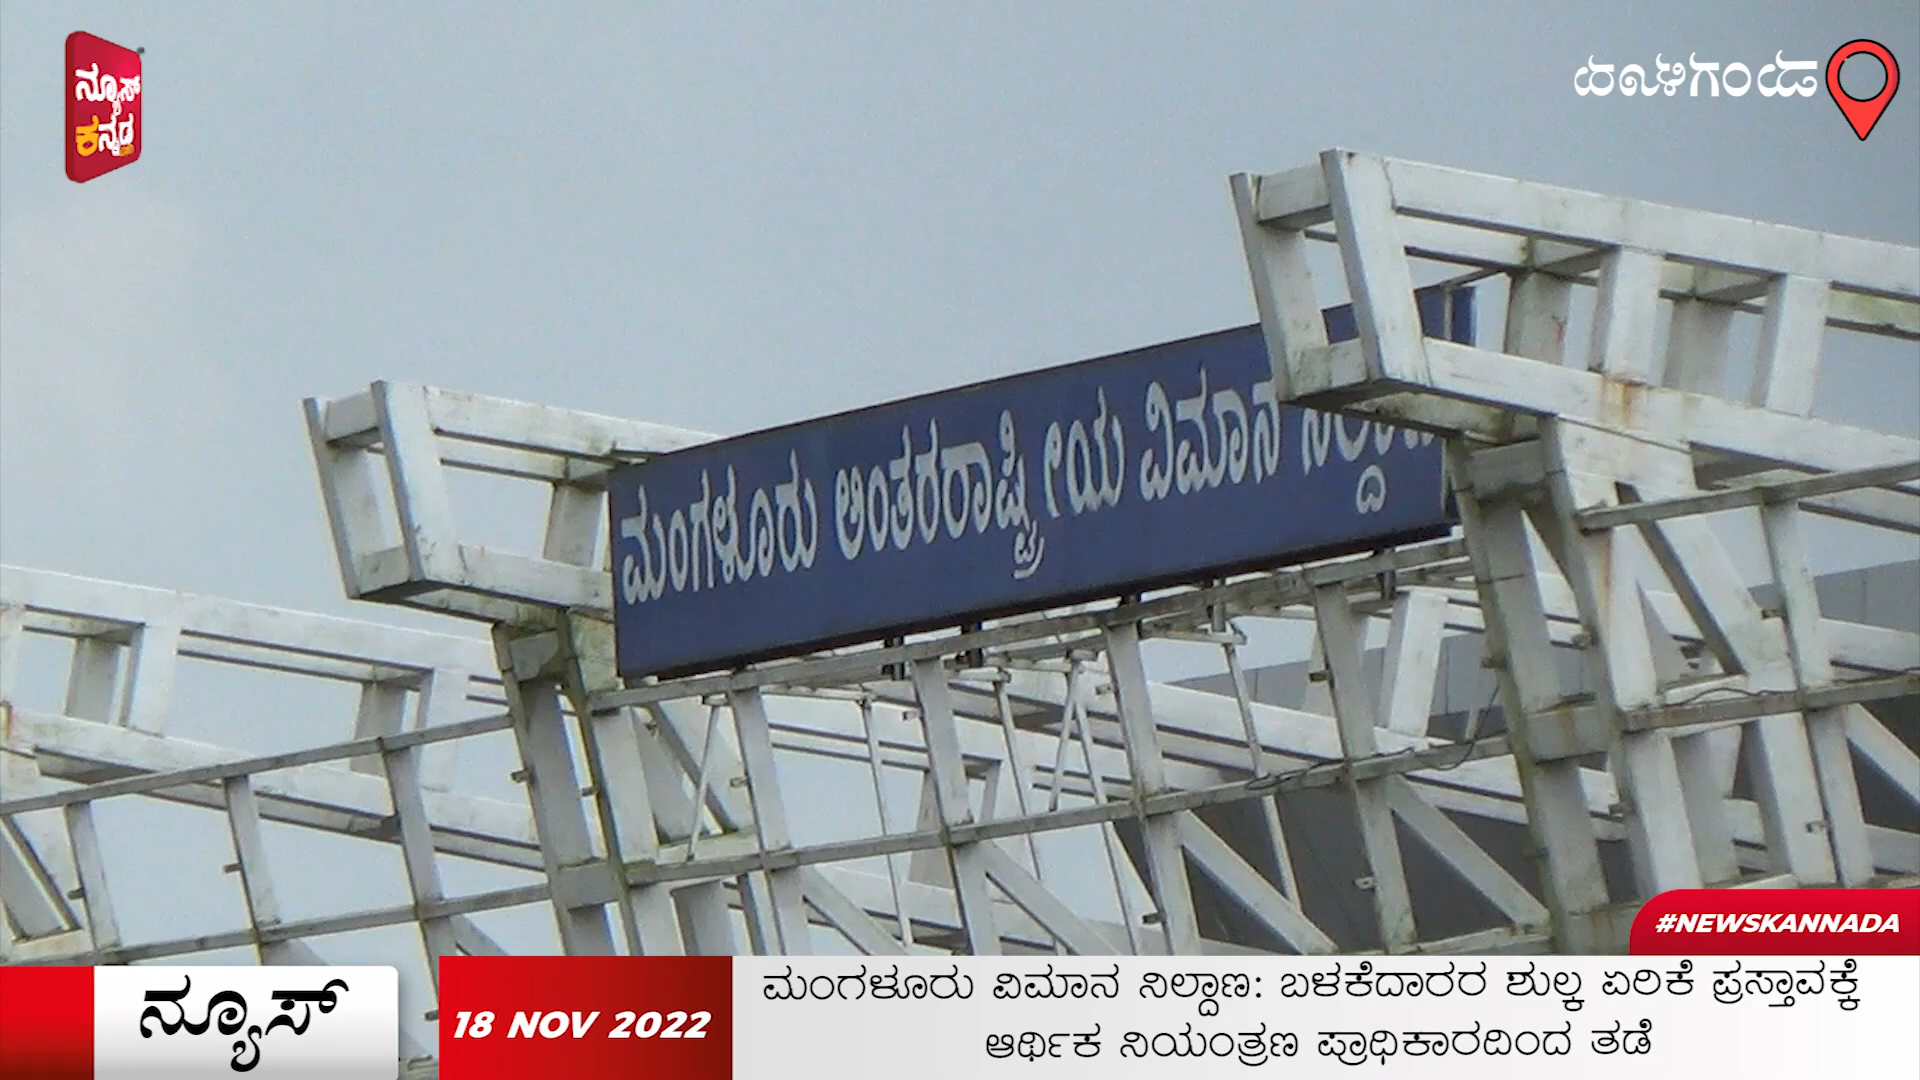 ನ್ಯೂಸ್
ಕನ್ನಡ
ಮಂಗಳೂರು ಅಂತರರಾಷ್ಟ್ರೀಯ ವಿಮಾನ ನಿಲ್ದಾಣ
#NEWSKANNADA
ನ್ಯೂಸ್
18 NOV 2022
ಮಂಗಳೂರು ವಿಮಾನ ನಿಲ್ದಾಣ: ಬಳಕೆದಾರರ ಶುಲ್ಕ ಏರಿಕೆ ಪ್ರಸ್ತಾವಕ್ಕೆ
ಆರ್ಥಿಕ ನಿಯಂತ್ರಣ ಪ್ರಾಧಿಕಾರದಿಂದ ತಡೆ